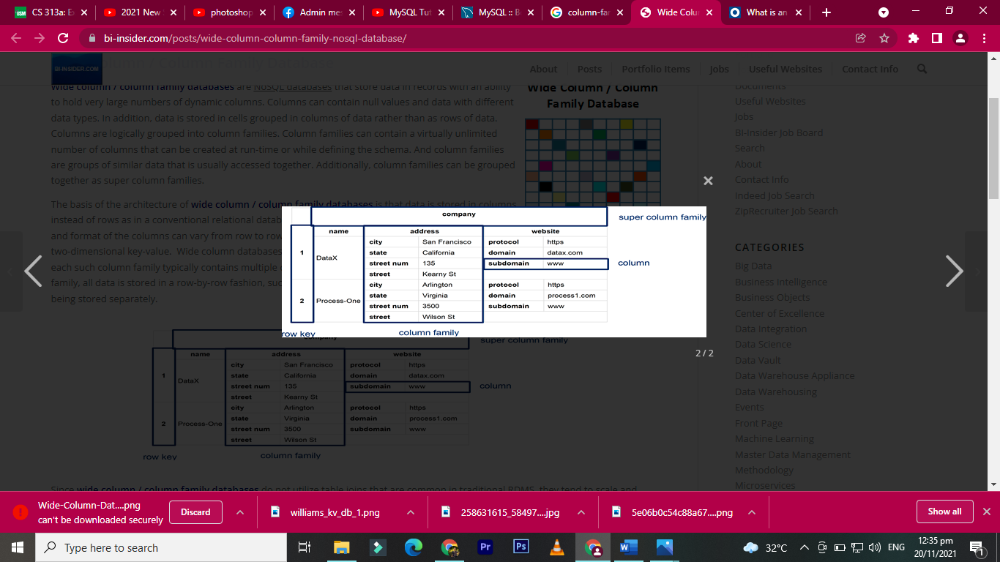 CS 313a: E
2021 New
photoshop
Admin mes
MySQL Tut
MySQL :: B
column-far
Wide Colu
What is an
bi-insider.com/posts/wide-column-column-family-nosql-database/
BI-INSIDER.COM
About
Posts
Portfolio Items
Jobs
Useful Websites
Contact Info
Wide column / column family databases are NoSQL databases that store data in records with an ability
to hold very large numbers of dynamic columns. Columns can contain null values and data with different
data types. In addition, data is stored in cells grouped in columns of data rather than as rows of data.
Columns are logically grouped into column families. Column families can contain a virtually unlimited
number of columns that can be created at run-time or while defining the schema. And column families
are groups of similar data that is usually accessed together. Additionally, column families can be grouped
together as super column families.
Wide Column / Column
Family Database
The basis of the architecture of wide column / column family databases is that data is stored in columns
instead of rows as in a conventional relational datab
and format of the columns can vary from row to row
two-dimensional key-value. Wide column databases
each such column family typically contains multiple
family, all data is stored in a row-by-row fashion, suc
being stored separately.
Documents
Useful Websites
Jobs
BI-Insider Job Board
Search
About
Contact Info
Indeed Job Search
ZipRecruiter Job Search
CATEGORIES
Big Data
Business Intelligence
Business Objects
Center of Excellence
Data Integration
Data Science
Data Vault
Data Warehouse Appliance
Data Warehousing
Events
Front Page
Machine Learning
Master Data Management
Methodology
Microservices
company
super column family
name address website
1 DataX
city San Francisco protocol https
state California domain datax.com
street num 135 subdomain www
column
street Kearny St
2 Process-One
city Arlington protocol https
state Virginia domain process1.com
street num 3500 subdomain www
street Wilson St
row key
column family
2 / 2
company
super column family
name address website
1 DataX
city San Francisco protocol https
state California domain datax.com
street num 135 subdomain www
column
street Kearny St
2 Process-One
city Arlington protocol https
state Virginia domain process1.com
street num 3500 subdomain www
street Wilson St
row key
column family
Since wide column / column family databases do not utilize table joins that are common in traditional RDMS, they tend to scale and
Wide-Column-Dat....png
can't be downloaded securely
Discard
williams_kv_db_1.png
258631615_58497....jpg
5e06b0c54c88a67....png
Show all
Type here to search
Pr
Ps
32°C
ENG
12:35 pm
20/11/2021
1